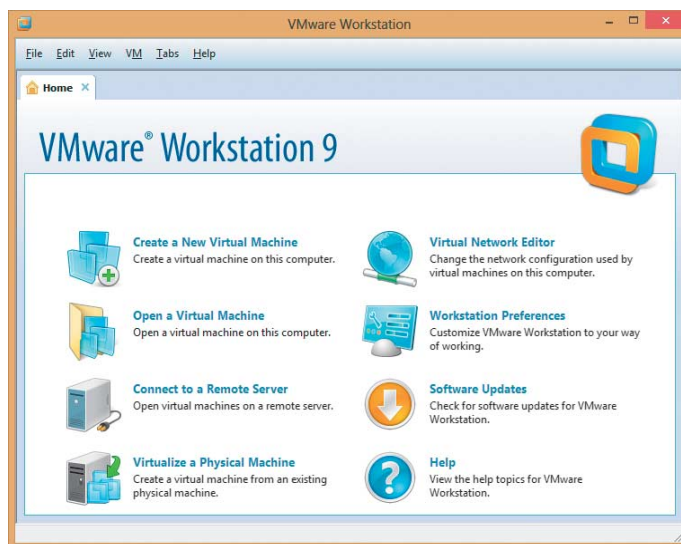 VMware Workstation
File Edit View VM Tabs Help
Home
VMware® Workstation 9
Create a New Virtual Machine
Create a virtual machine on this computer.
Open a Virtual Machine
Open a virtual machine on this computer.
Connect to a Remote Server
Open virtual machines on a remote server.
Virtualize a Physical Machine
Create a virtual machine from an existing
physical machine.
Virtual Network Editor
Change the network configuration used by
virtual machines on this computer.
Workstation Preferences
Customize VMware Workstation to your way
of working.
Software Updates
Check for software updates for VMware
Workstation.
Help
View the help topics for VMware
Workstation.